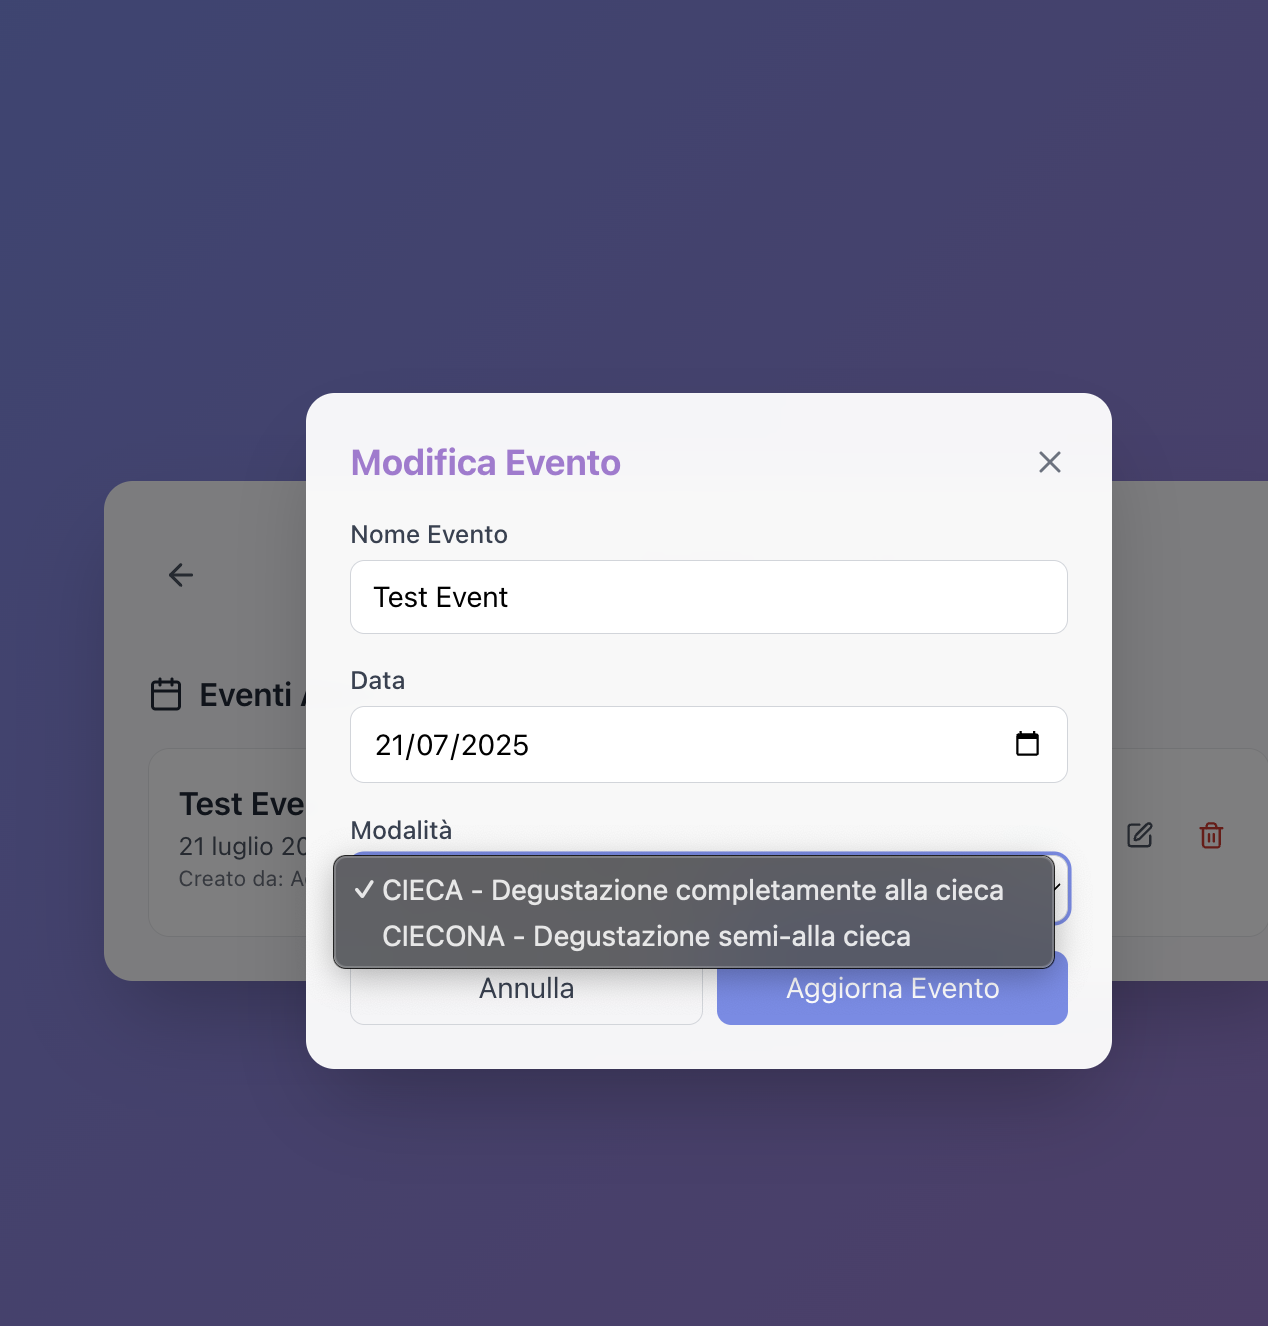 Modifica Evento
Nome Evento
Test Event
Data
21/07/2025
Modalità
✓ CIECA - Degustazione completamente alla cieca
CIECONA - Degustazione semi-alla cieca
Annulla
Aggiorna Evento
Eventi
Test Eve
21 luglio 20
Creato da: